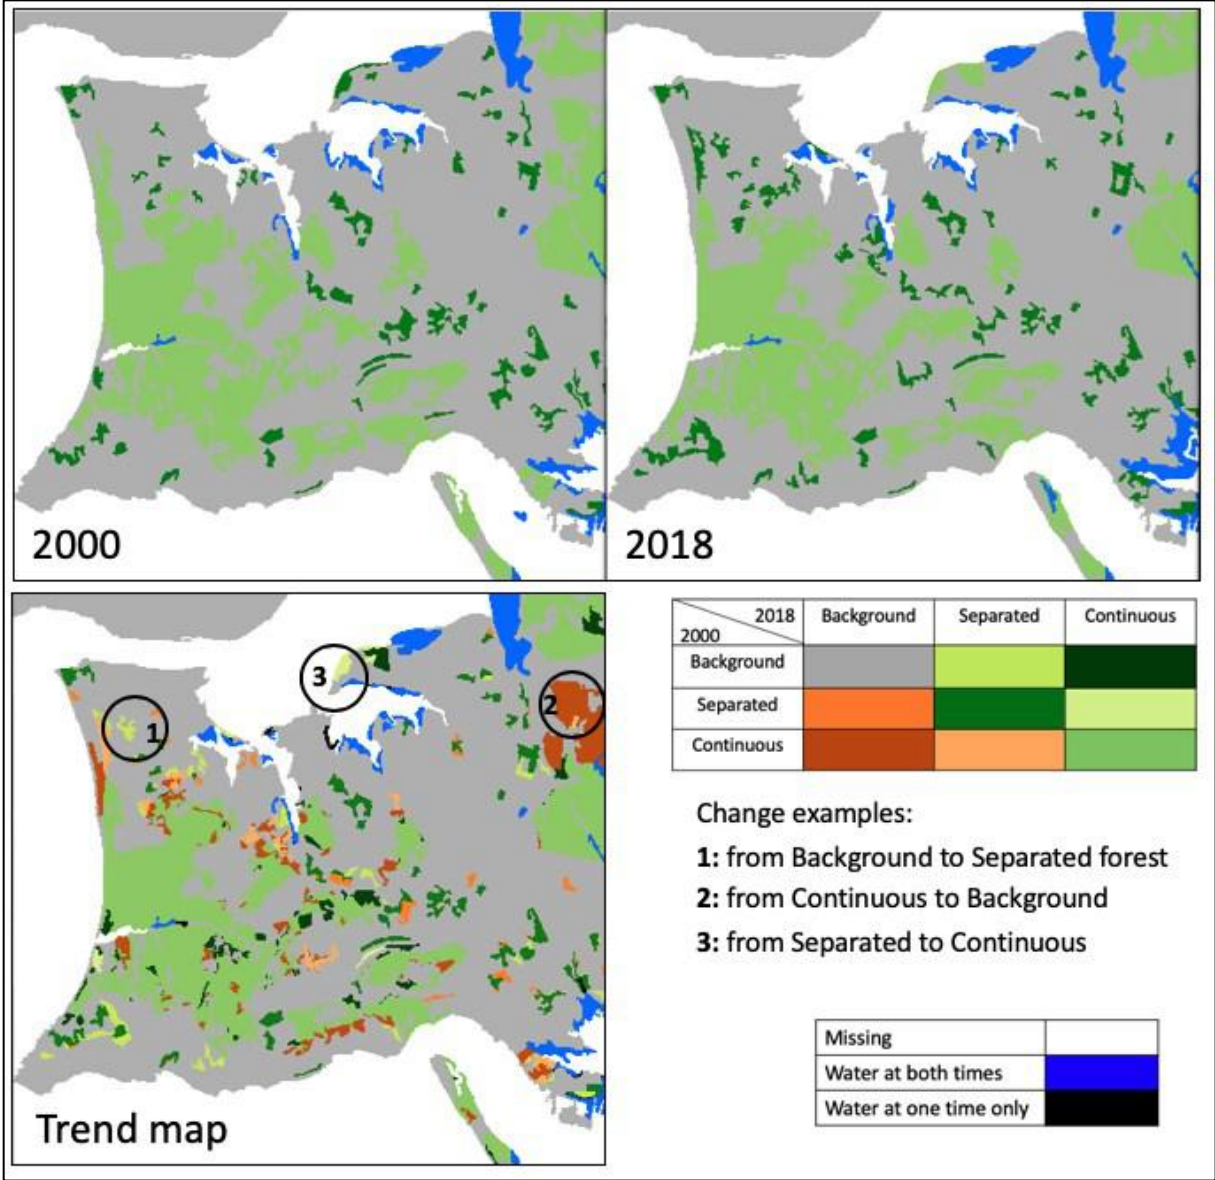 2000
2018
3
2
1
Trend map
2018
2000
Background
Separated
Continuous
Background
Separated
Continuous
Change examples:
1: from Background to Separated forest
2: from Continuous to Background
3: from Separated to Continuous
Missing
Water at both times
Water at one time only